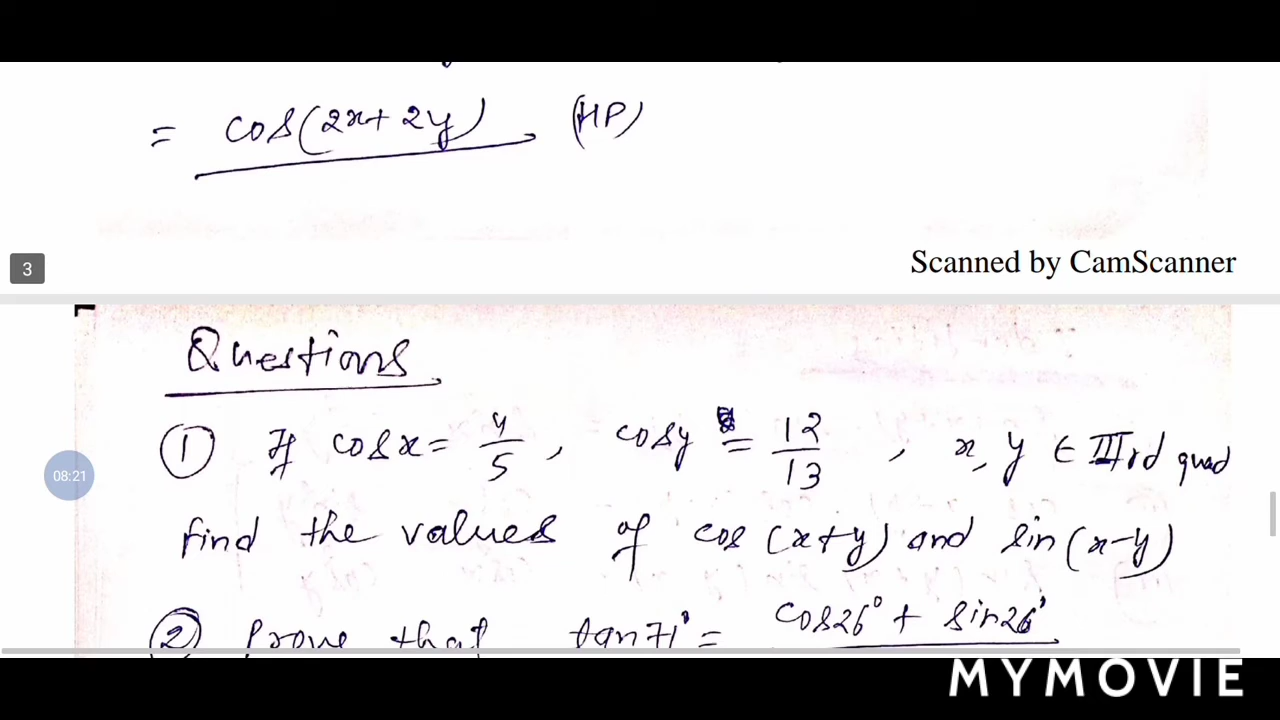 = cos(2x+2y) (HP)
Scanned by CamScanner
3
Questions
① If cosx = 4/5, cosy = 12/13, x, y ∈ IIIrd quad
08:21
find the values of cos (x+y) and sin(x-y)
② Prove that tan71° = cos26° + sin26°
MYMOVIE